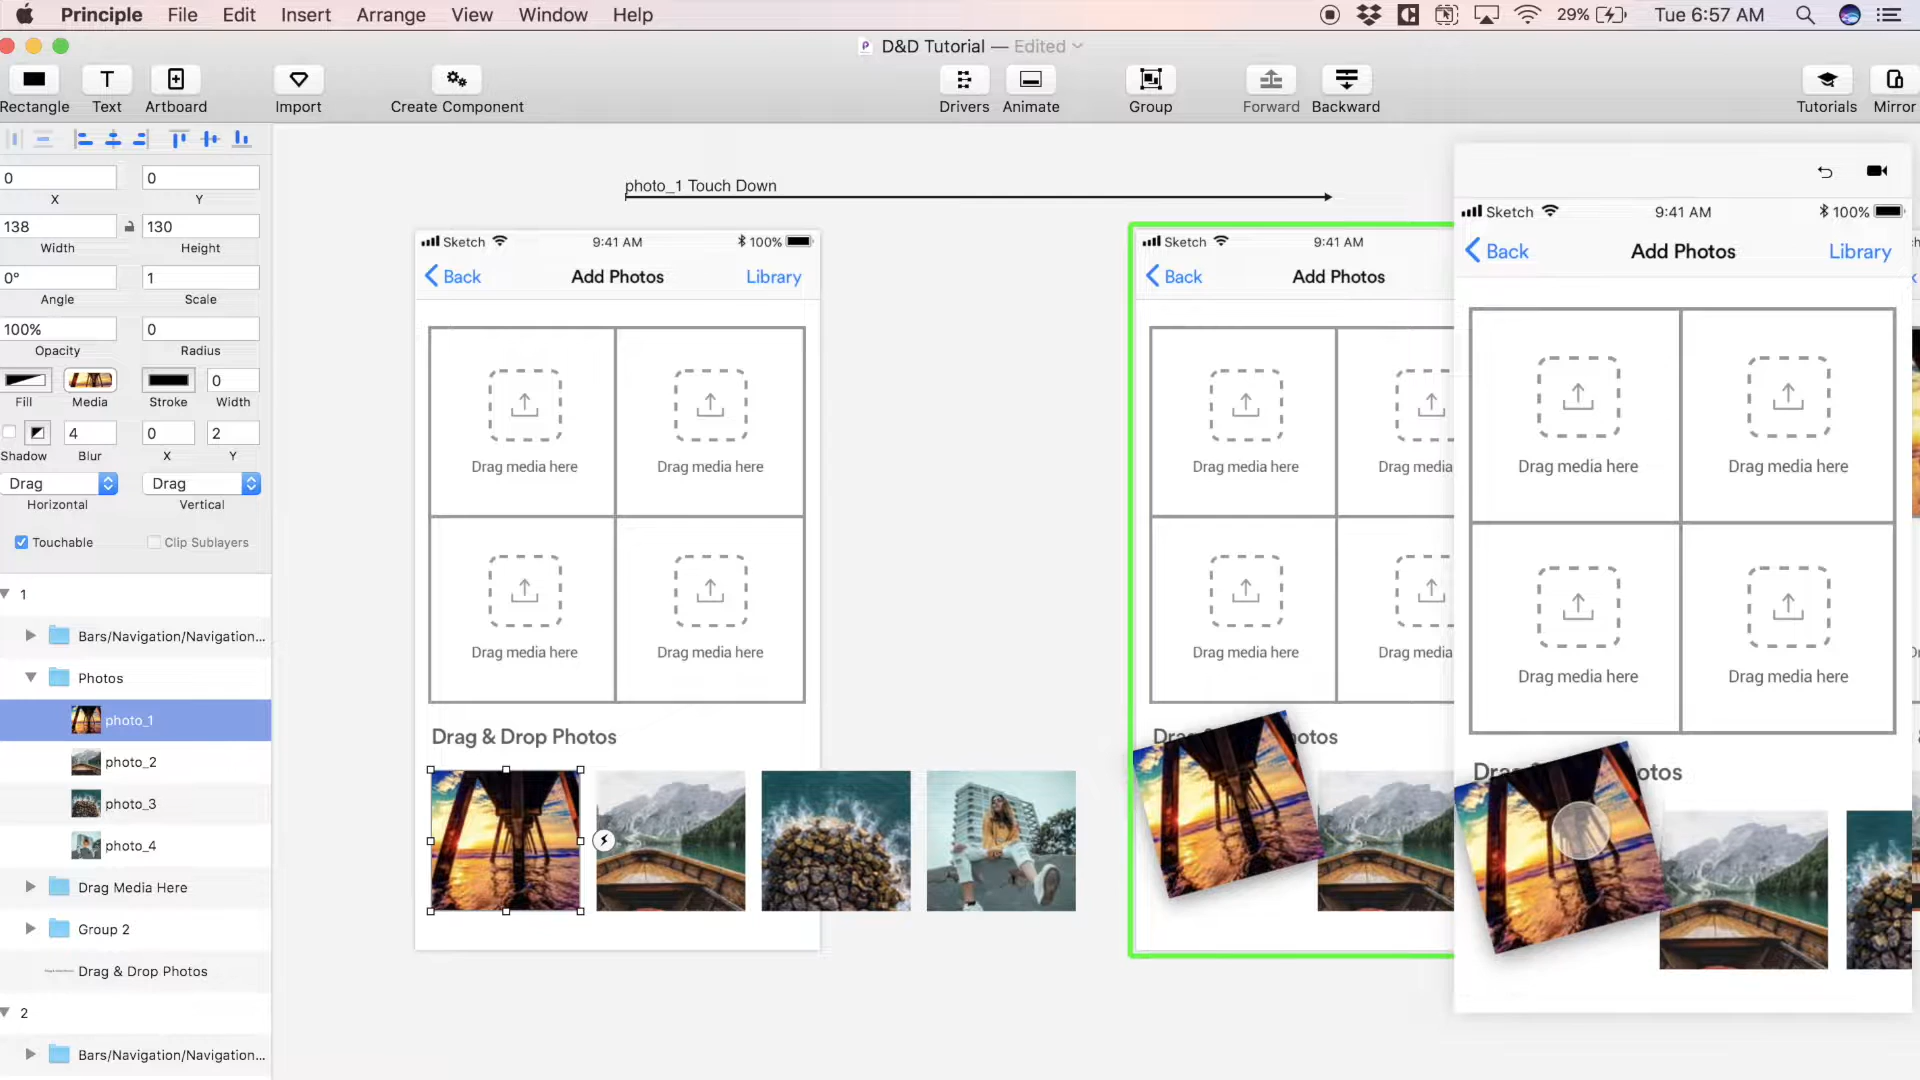 Principle File Edit Insert Arrange View Window Help 29% Tue 6:57 AM
D&D Tutorial — Edited
Rectangle Text Artboard Import Create Component Drivers Animate Group Forward Backward Tutorials Mirror
0 0
X Y
138 130
Width Height
0° 1
Angle Scale
100% 0
Opacity Radius
0
Fill Media Stroke Width
4 0 2
Shadow Blur X Y
Drag Drag
Horizontal Vertical
Touchable Clip Sublayers
1
Bars/Navigation/Navigation...
Photos
photo_1
photo_2
photo_3
photo_4
Drag Media Here
Group 2
Drag & Drop Photos
2
Bars/Navigation/Navigation...
photo_1 Touch Down
Sketch 9:41 AM 100%
Back Add Photos Library
Drag media here Drag media here
Drag media here Drag media here
Drag & Drop Photos
Sketch 9:41 AM
Back Add Photos
Drag media here Drag media
Drag media here Drag media
Dra otos
Sketch 9:41 AM 100%
Back Add Photos Library
Drag media here Drag media here
Drag media here Drag media here
Dra otos